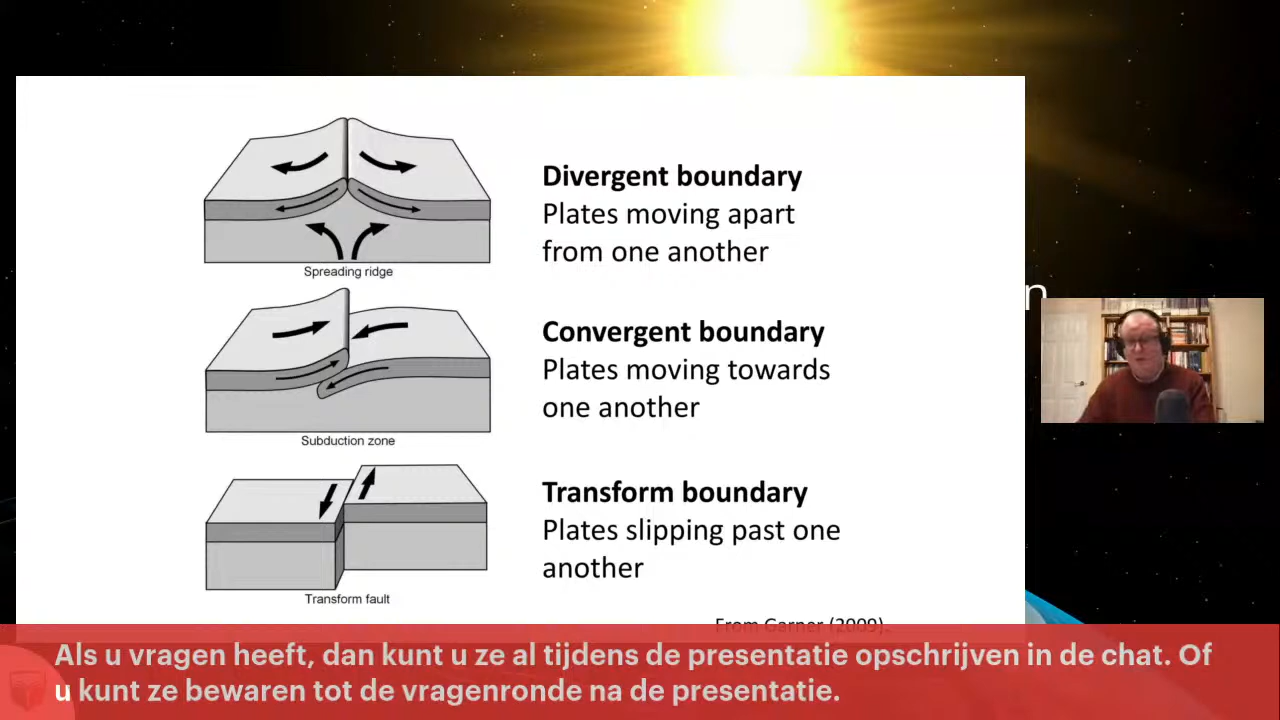 Divergent boundary
Plates moving apart
from one another
Spreading ridge
n
Convergent boundary
Plates moving towards
one another
Subduction zone
Transform boundary
Plates slipping past one
another
Transform fault
From Garner (2009).
Als u vragen heeft, dan kunt u ze al tijdens de presentatie opschrijven in de chat. Of
u kunt ze bewaren tot de vragenronde na de presentatie.